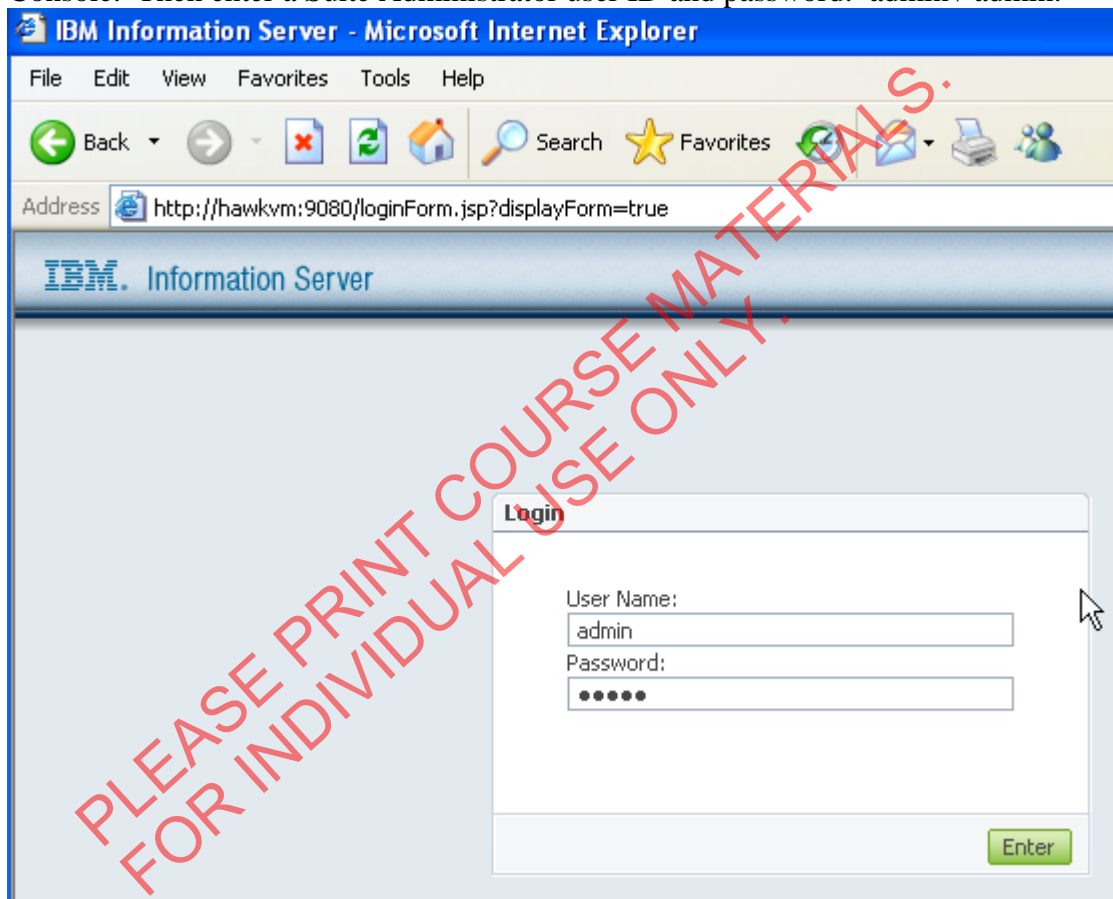 Console. Then enter a Suite Administrator user ID and password: admin / admin.
IBM Information Server - Microsoft Internet Explorer
File Edit View Favorites Tools Help
Back Search Favorites
Address http://hawkvm:9080/loginForm.jsp?displayForm=true
IBM. Information Server
Login
User Name:
admin
Password:
•••••
Enter
PLEASE PRINT COURSE MATERIALS.
FOR INDIVIDUAL USE ONLY.